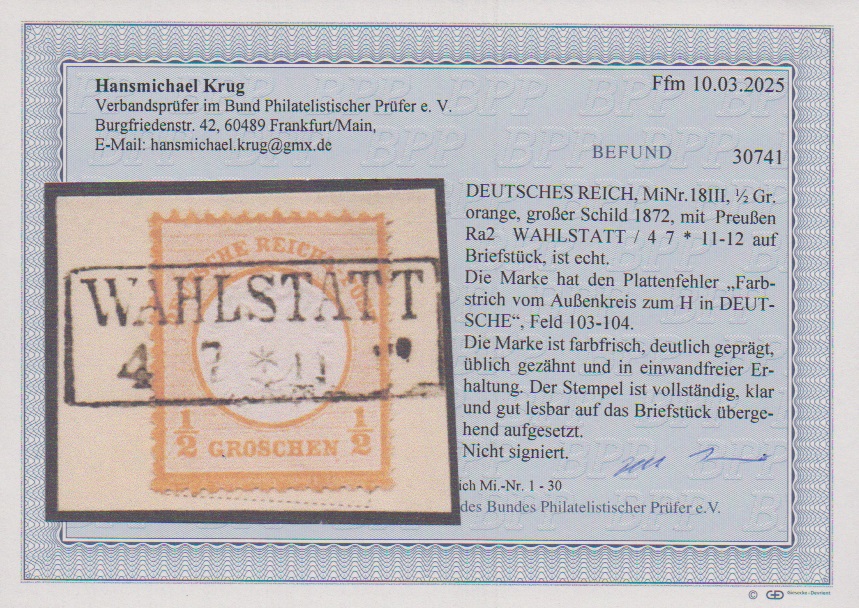 Hansmichael Krug
Verbandsprüfer im Bund Philatelistischer Prüfer e. V.
Burgfriedenstr. 42, 60489 Frankfurt/Main,
E-Mail: hansmichael.krug@gmx.de
Ffm 10.03.2025
BEFUND
30741
DEUTSCHES REICH, MiNr.18III, ½ Gr.
orange, großer Schild 1872, mit Preußen
Ra2 WAHLSTATT / 4 7 * 11-12 auf
Briefstück, ist echt.
Die Marke hat den Plattenfehler „Farb-
strich vom Außenkreis zum H in DEUT-
SCHE“, Feld 103-104.
Die Marke ist farbfrisch, deutlich geprägt,
üblich gezähnt und in einwandfreier Er-
haltung. Der Stempel ist vollständig, klar
und gut lesbar auf das Briefstück überge-
hend aufgesetzt.
Nicht signiert.
ich Mi.-Nr. 1 - 30
des Bundes Philatelistischer Prüfer e.V.
WAHLSTATT
4 7 * 11
1/2 GROSCHEN 1/2
BPP
© Giesecke+Devrient